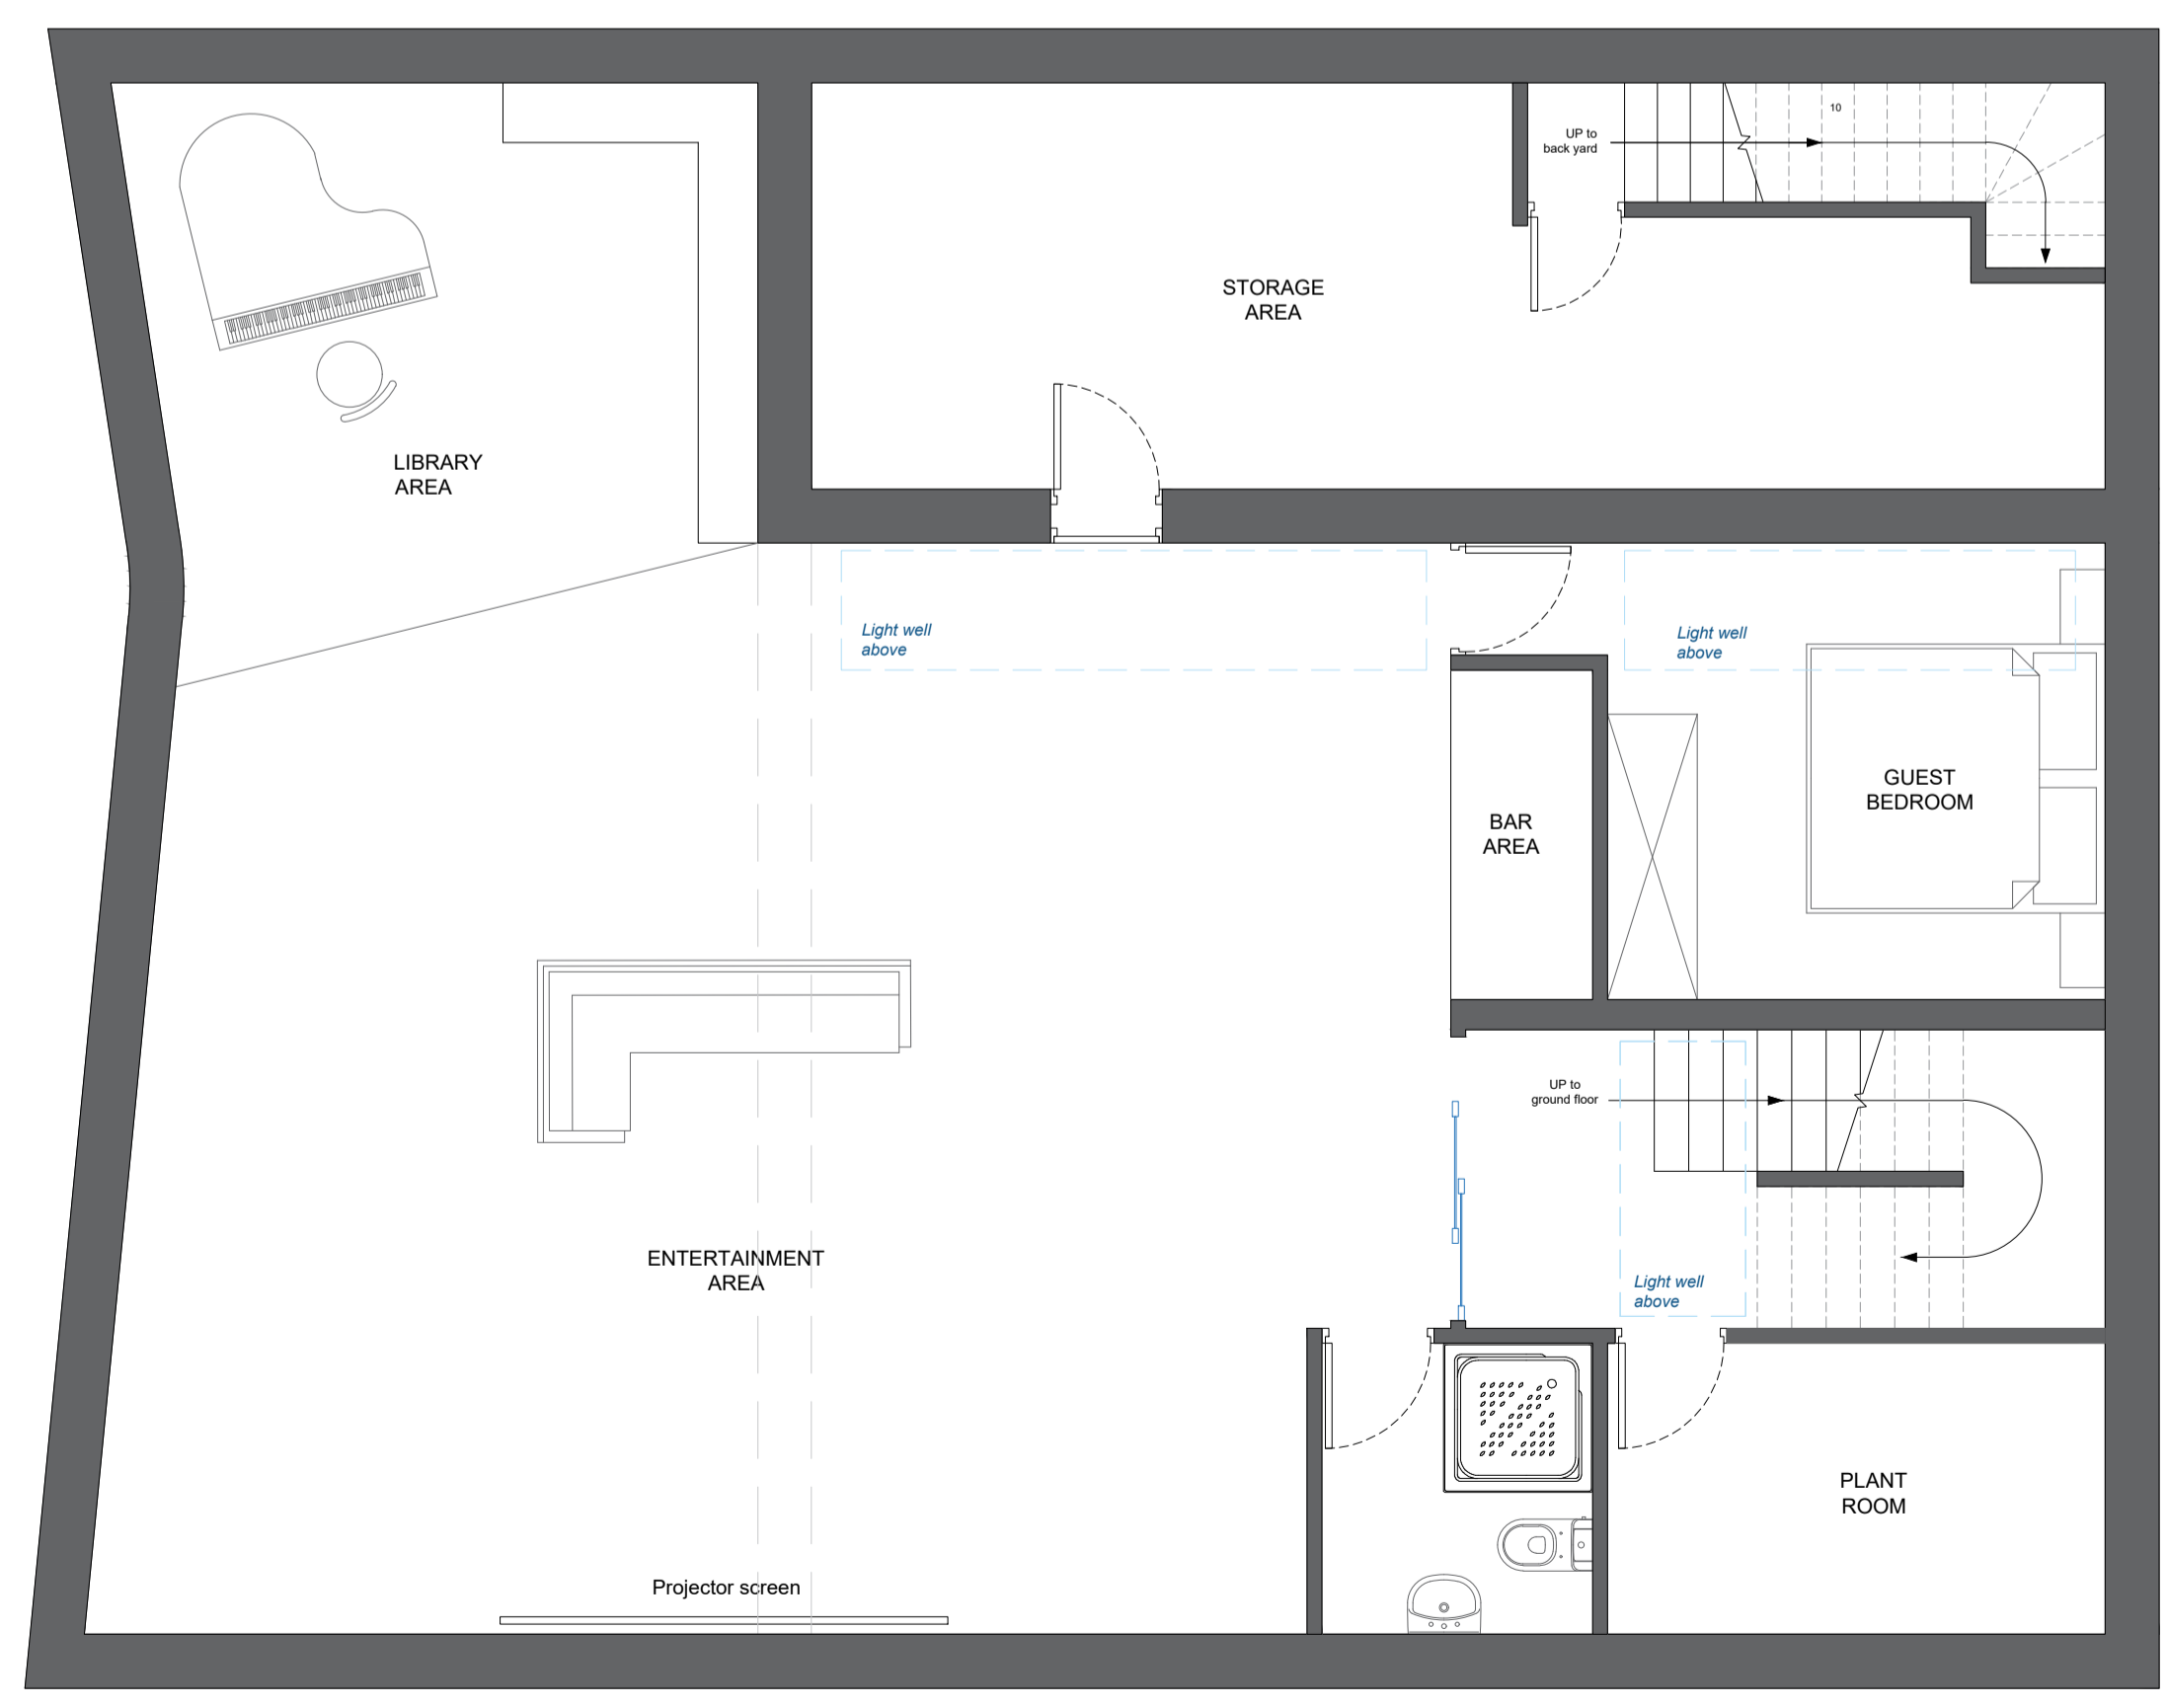 10
UP to
back yard
STORAGE
AREA
LIBRARY
AREA
Light well
above
Light well
above
GUEST
BEDROOM
BAR
AREA
UP to
ground floor
ENTERTAINMENT
AREA
Light well
above
PLANT
ROOM
Projector screen